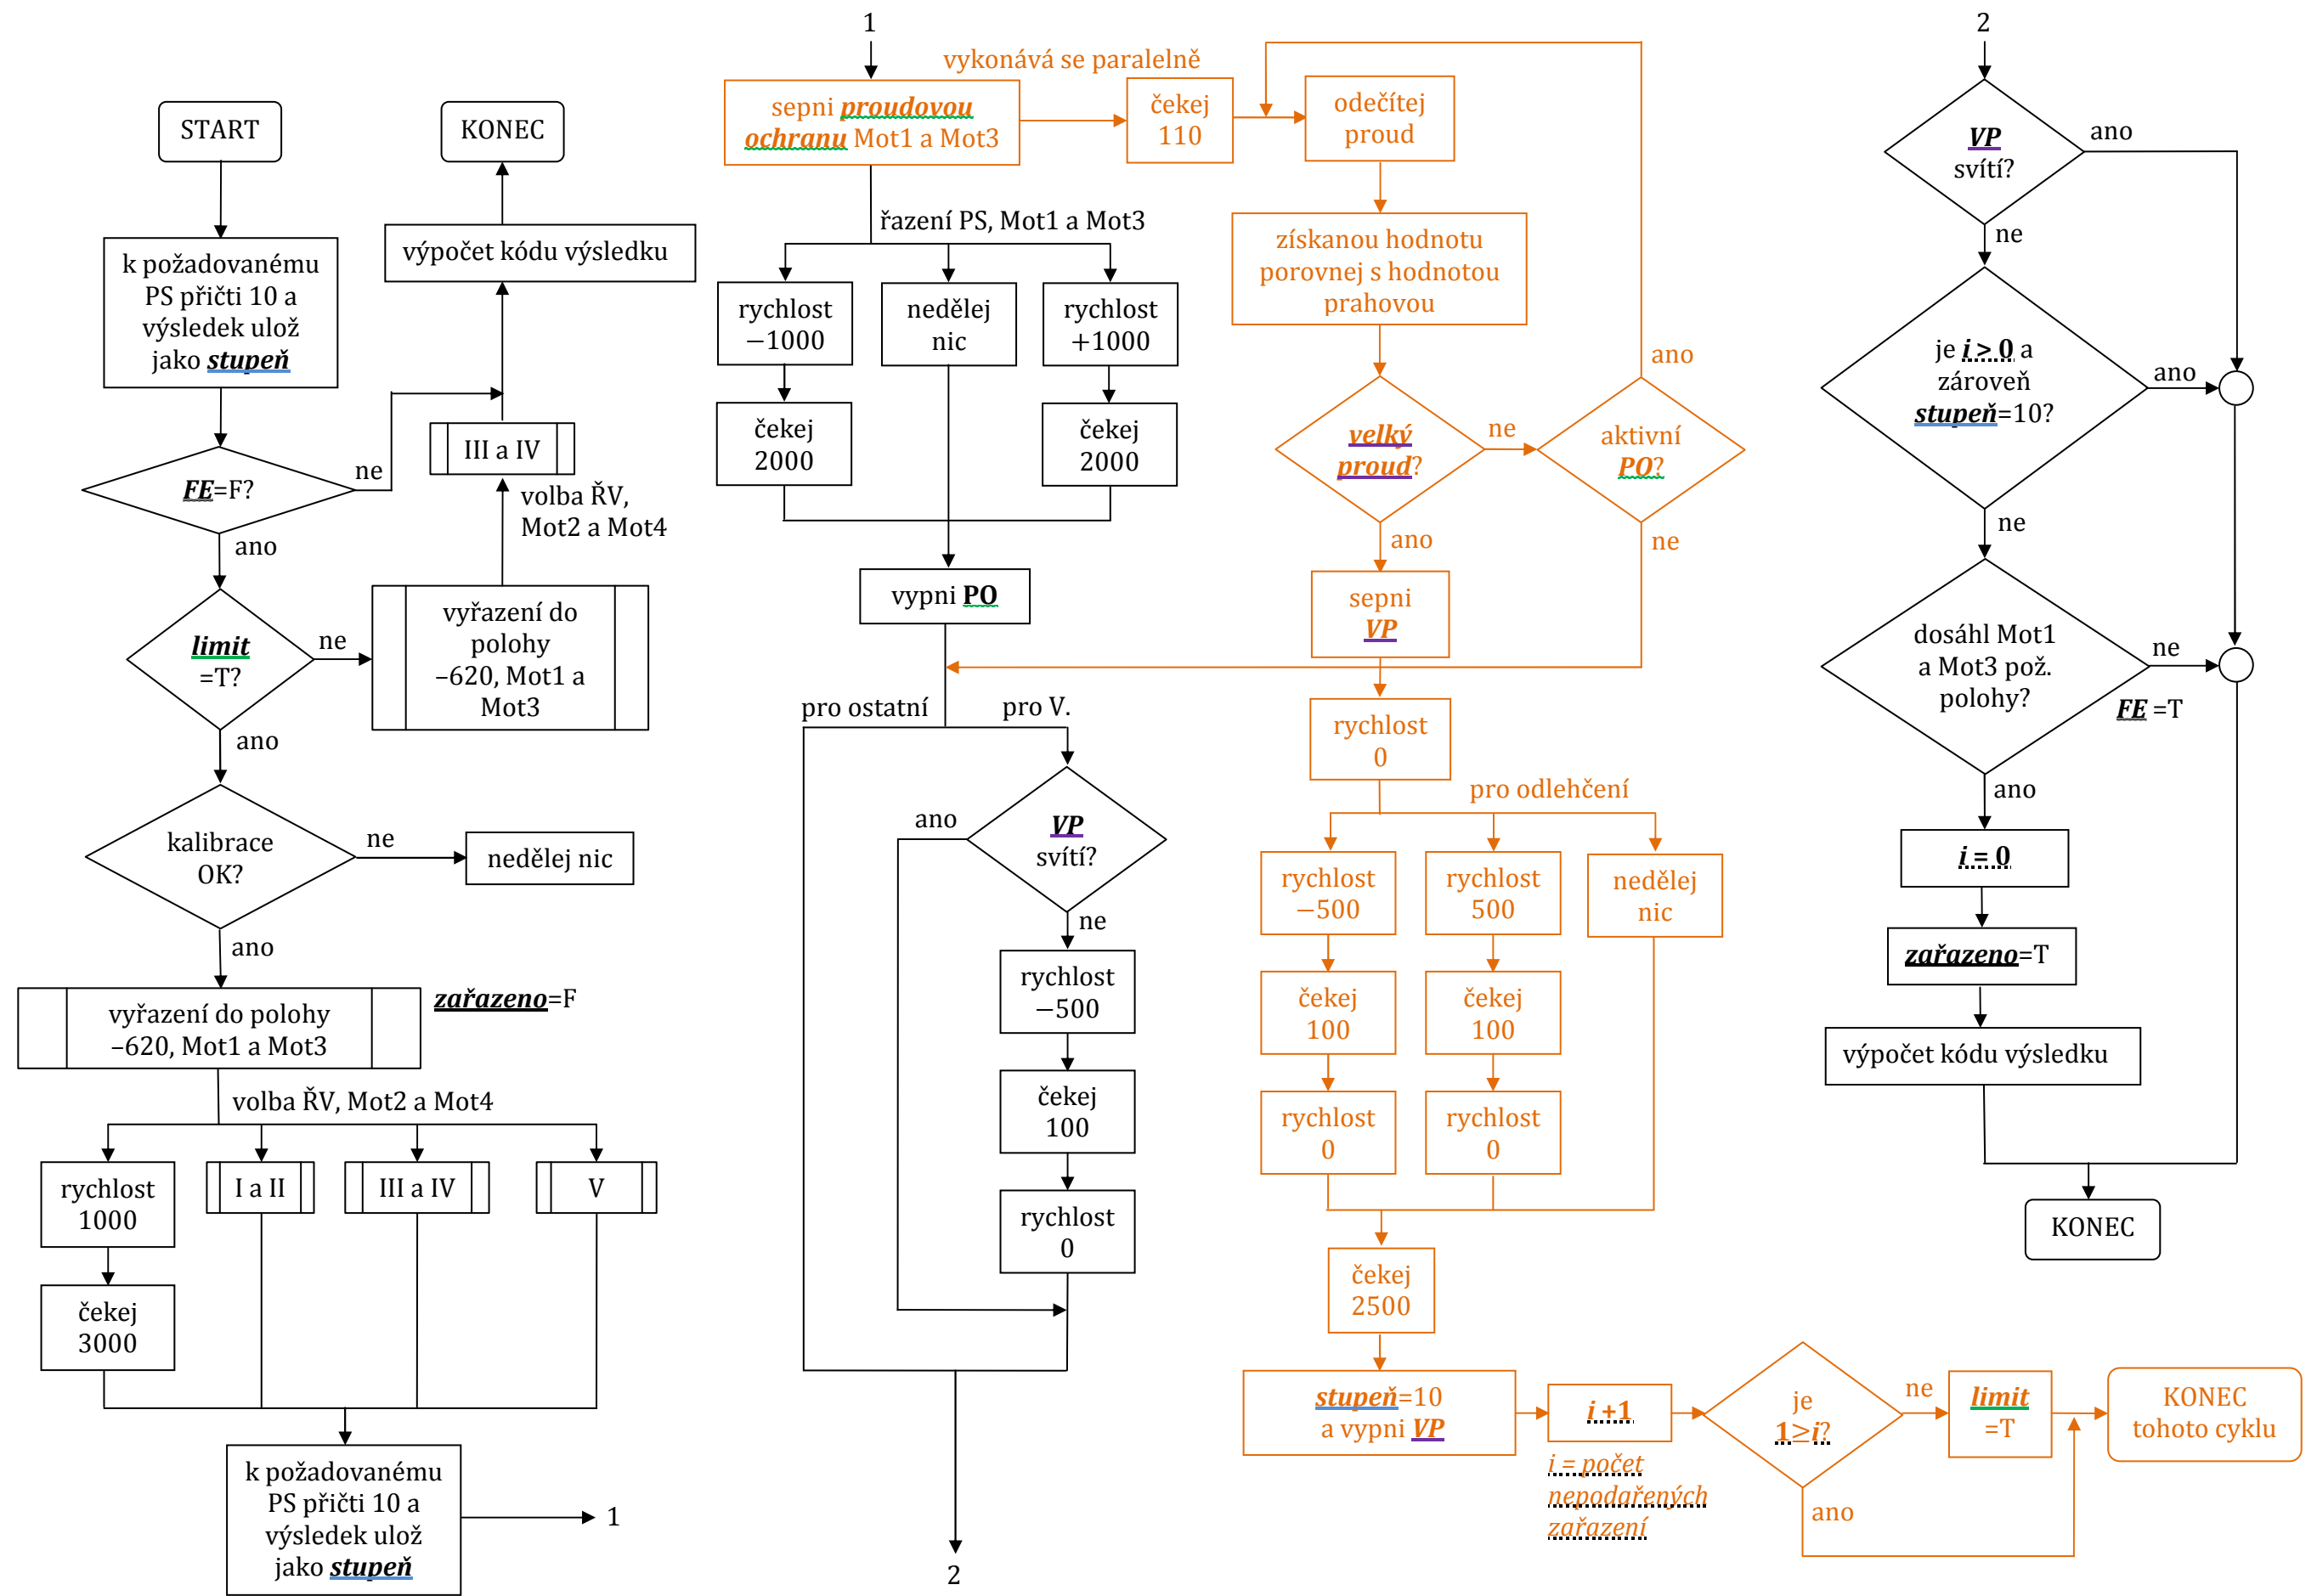 START
k požadovanému
PS přičti 10 a
výsledek ulož
jako stupeň
FE=F?
ne
ano
limit
=T?
ne
ano
kalibrace
OK?
ne
nedělej nic
ano
vyřazení do polohy
–620, Mot1 a Mot3
zařazeno=F
volba ŘV, Mot2 a Mot4
rychlost
1000
čekej
3000
I a II
III a IV
V
k požadovanému
PS přičti 10 a
výsledek ulož
jako stupeň
1
KONEC
výpočet kódu výsledku
III a IV
volba ŘV,
Mot2 a Mot4
vyřazení do
polohy
–620, Mot1 a
Mot3
1
sepni proudovou
ochranu Mot1 a Mot3
vykonává se paralelně
řazení PS, Mot1 a Mot3
rychlost
−1000
čekej
2000
nedělej
nic
rychlost
+1000
čekej
2000
vypni PO
pro ostatní
pro V.
VP
svítí?
ano
ne
rychlost
−500
čekej
100
rychlost
0
2
čekej
110
odečítej
proud
získanou hodnotu
porovnej s hodnotou
prahovou
velký
proud?
ne
aktivní
PO?
ano
ne
ano
sepni
VP
rychlost
0
pro odlehčení
rychlost
−500
čekej
100
rychlost
0
rychlost
500
čekej
100
rychlost
0
nedělej
nic
čekej
2500
stupeň=10
a vypni VP
i +1
i = počet
nepodařených
zařazení
je
1≥i?
ne
ano
limit
=T
KONEC
tohoto cyklu
2
VP
svítí?
ano
ne
je i > 0 a
zároveň
stupeň=10?
ano
ne
dosáhl Mot1
a Mot3 pož.
polohy?
ne
FE =T
ano
i = 0
zařazeno=T
výpočet kódu výsledku
KONEC